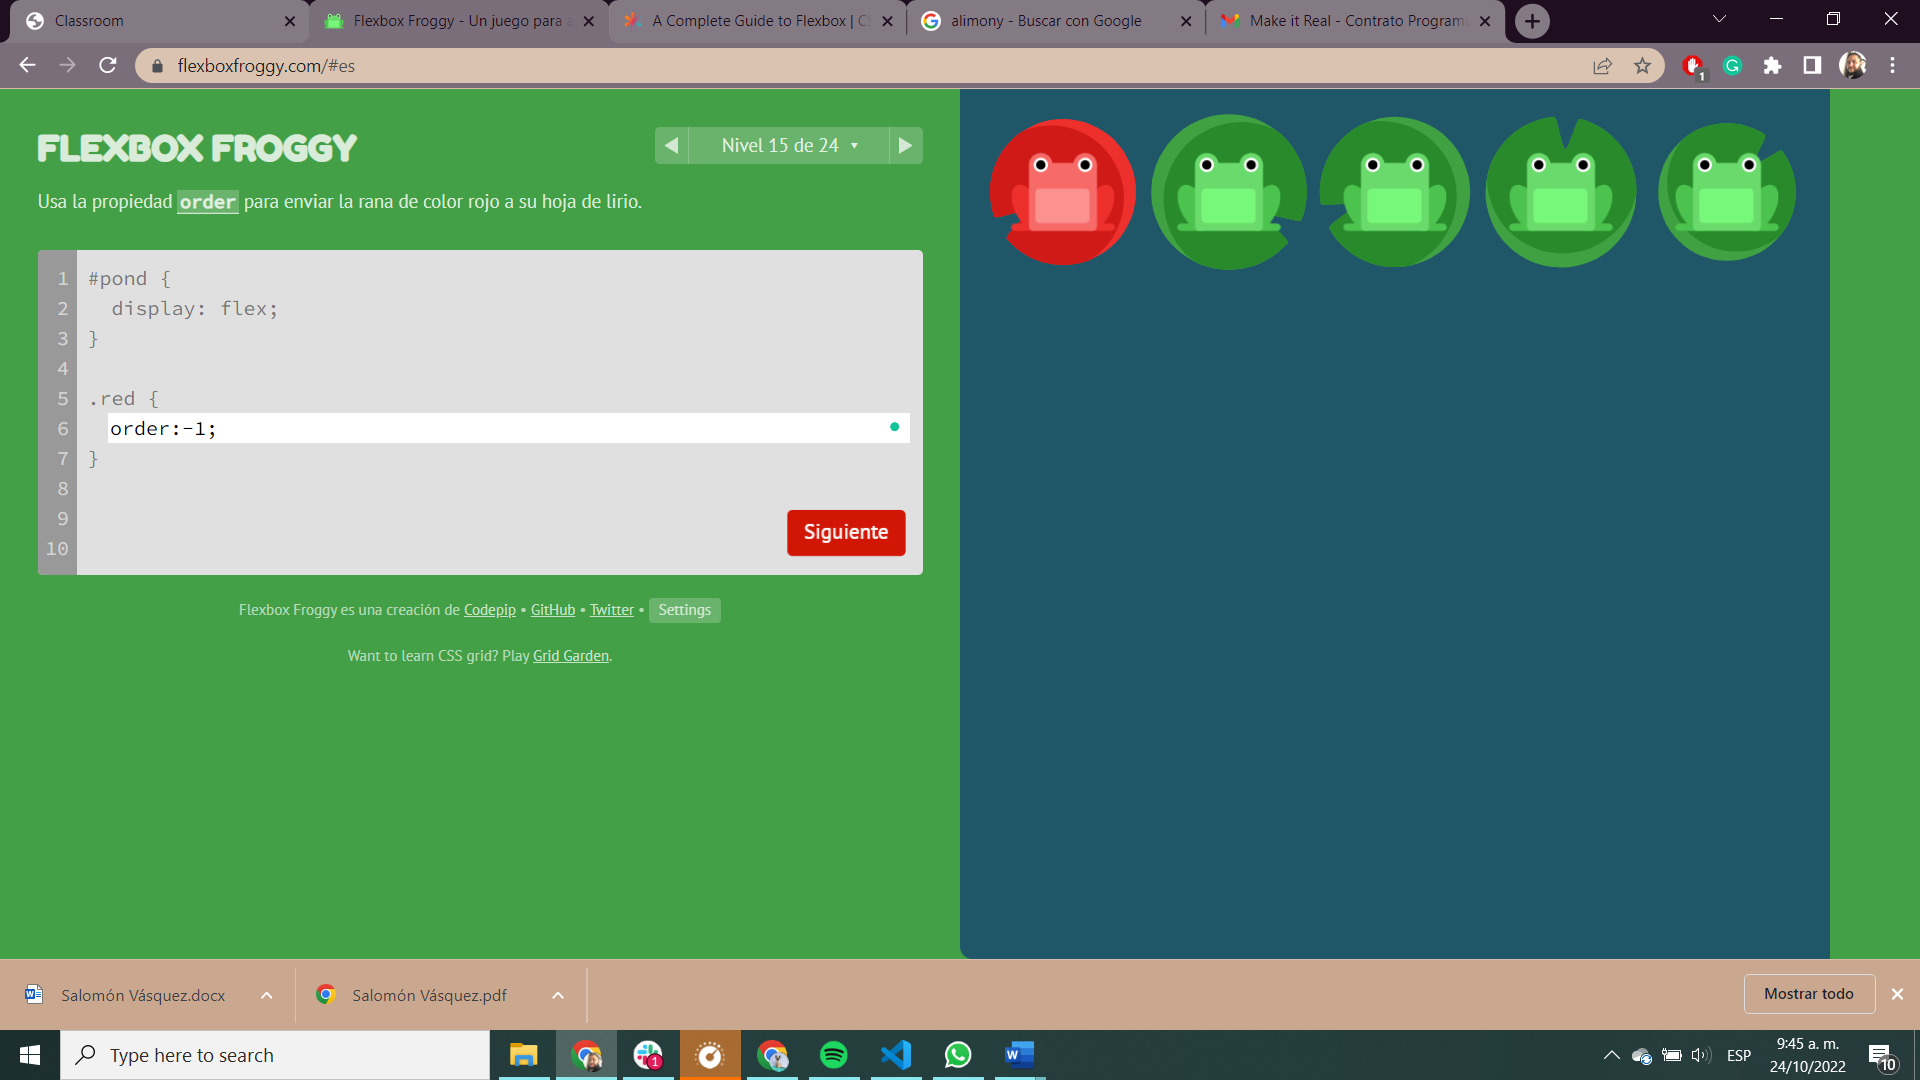 Classroom
Flexbox Froggy - Un juego para a
A Complete Guide to Flexbox | CS
alimony - Buscar con Google
Make it Real - Contrato Program
flexboxfroggy.com/#es
1
FLEXBOX FROGGY
Nivel 15 de 24
Usa la propiedad order para enviar la rana de color rojo a su hoja de lirio.
1 #pond {
2 display: flex;
3 }
4
5 .red {
6 order:-1;
7 }
8
9
10
Siguiente
Flexbox Froggy es una creación de Codepip • GitHub • Twitter • Settings
Want to learn CSS grid? Play Grid Garden.
Salomón Vásquez.docx
Salomón Vásquez.pdf
Mostrar todo
Type here to search
1
ESP
9:45 a. m.
24/10/2022
10